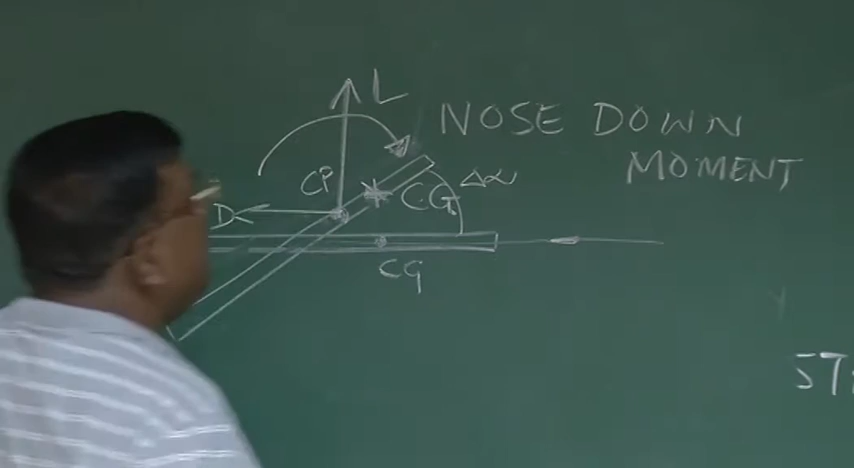 L
NOSE DOWN
MOMENT
CP
CG
Δα
D
CG